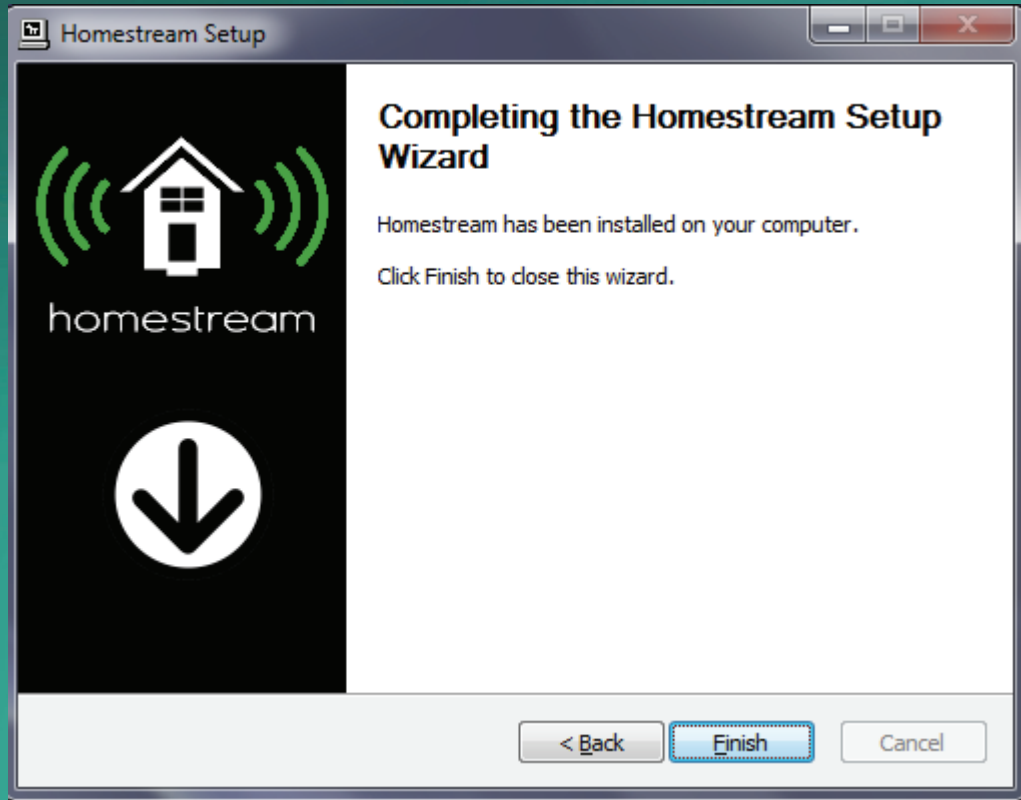 Homestream Setup
Completing the Homestream Setup
Wizard
Homestream has been installed on your computer.
Click Finish to close this wizard.
homestream
< Back
Finish
Cancel